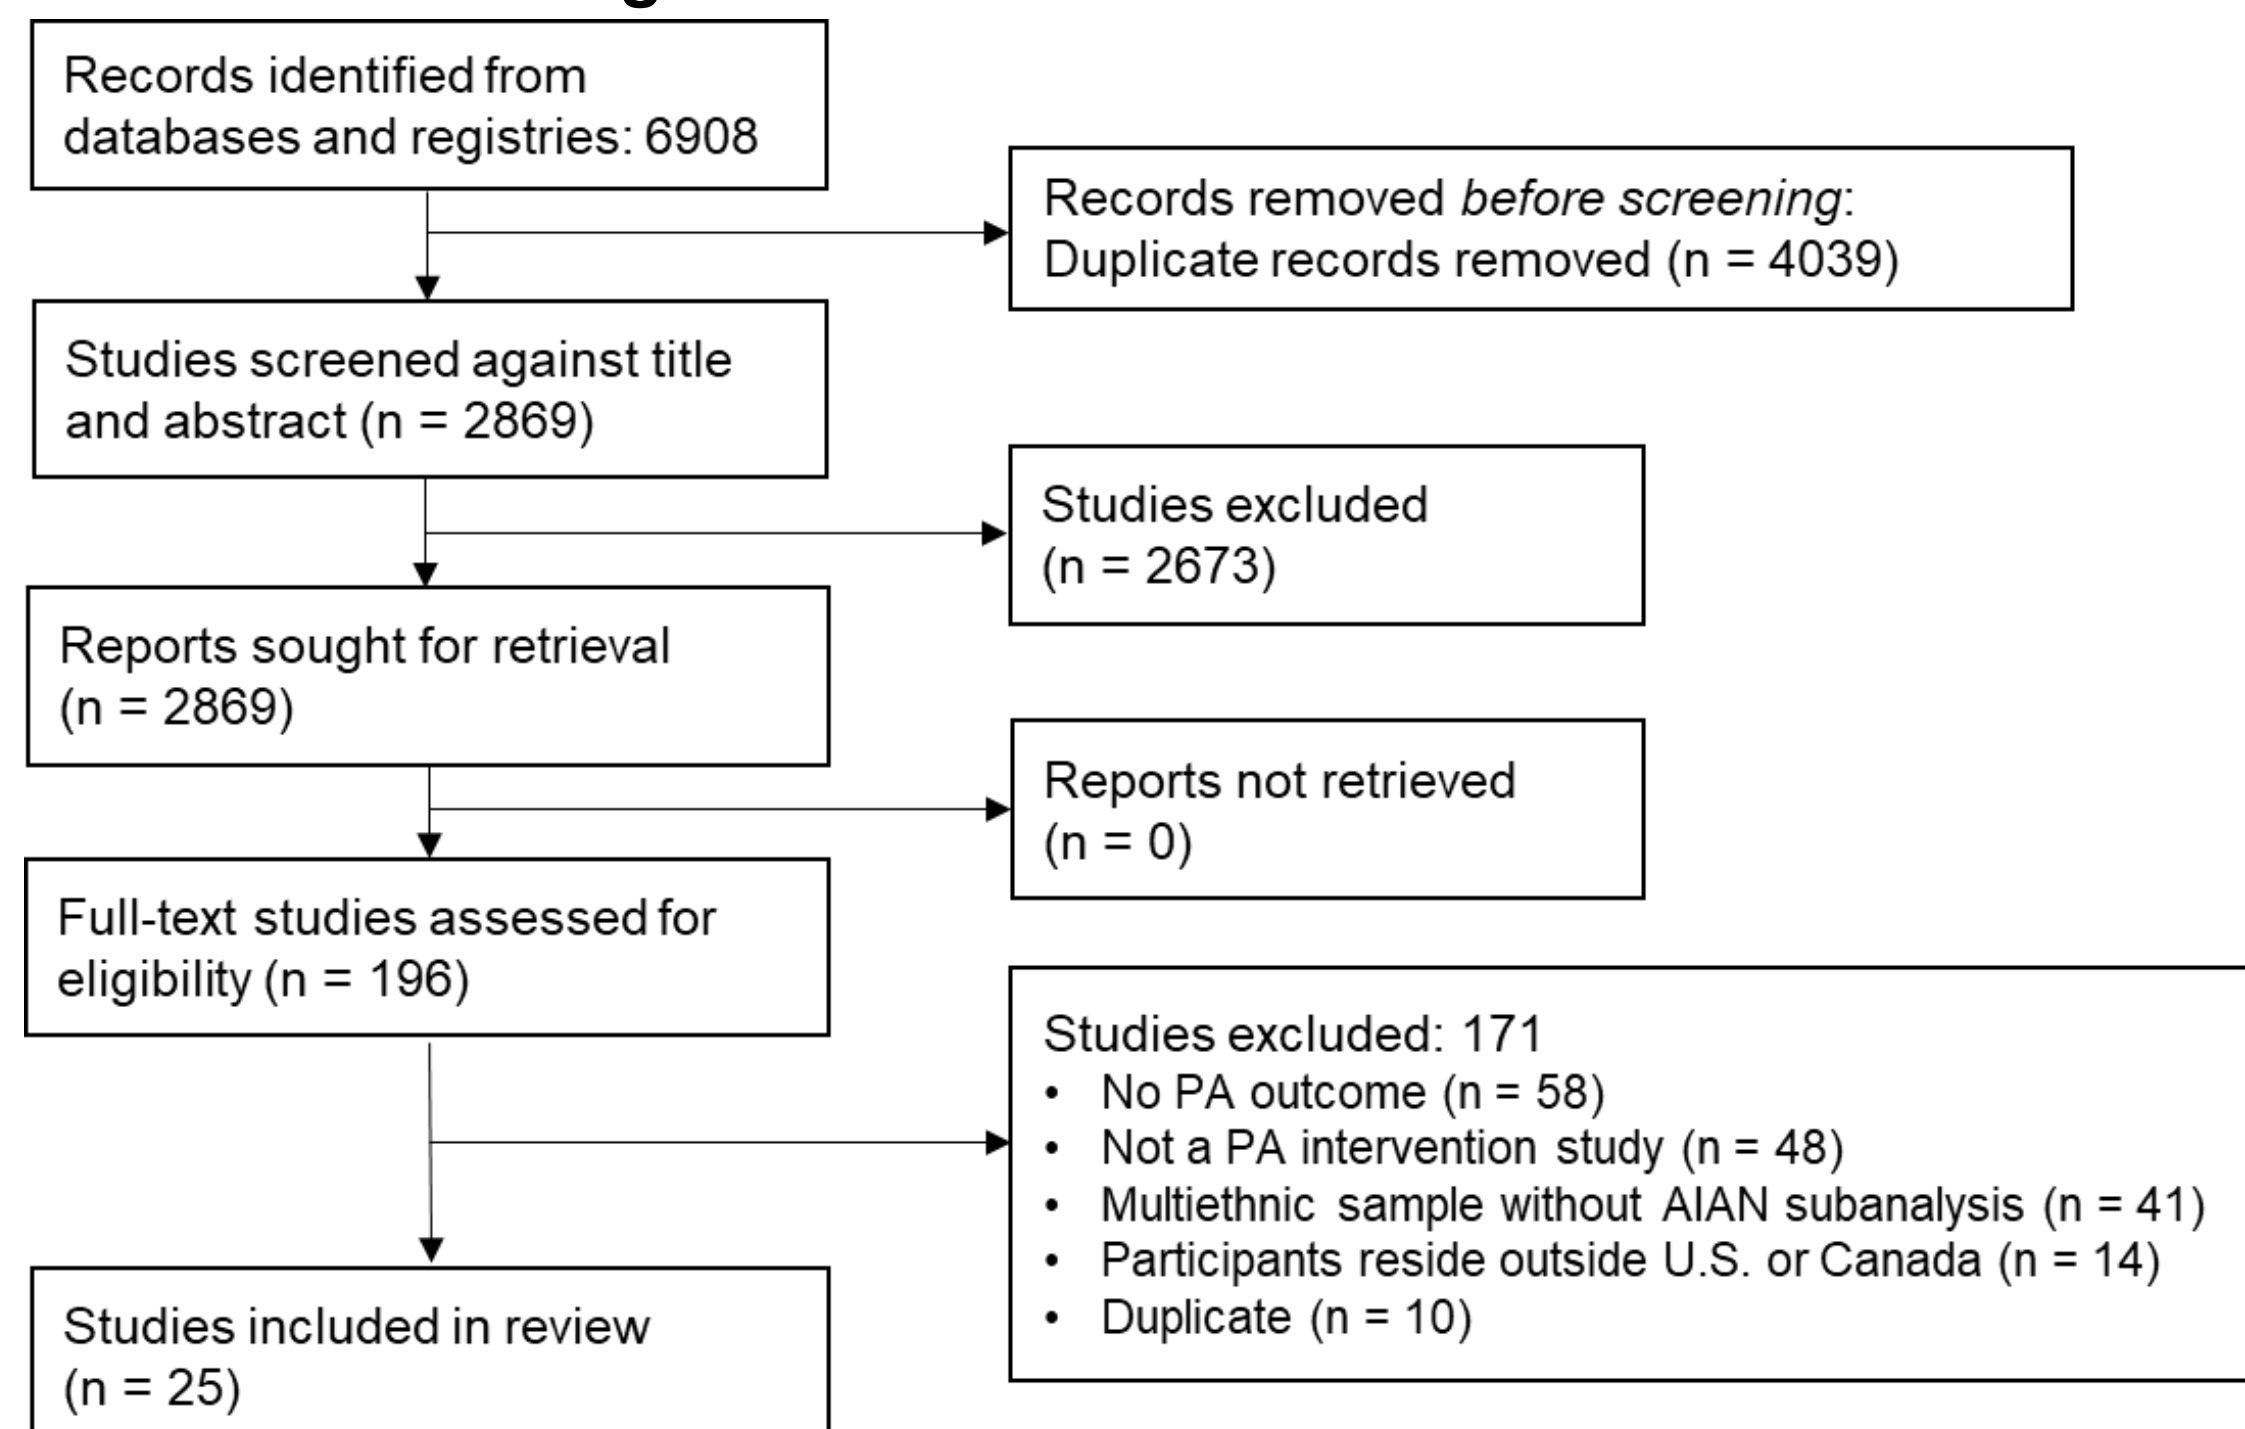 Records identified from
databases and registries: 6908
Records removed before screening:
Duplicate records removed (n = 4039)
Studies screened against title
and abstract (n = 2869)
Studies excluded
(n = 2673)
Reports sought for retrieval
(n = 2869)
Reports not retrieved
(n = 0)
Full-text studies assessed for
eligibility (n = 196)
Studies excluded: 171
• No PA outcome (n = 58)
• Not a PA intervention study (n = 48)
• Multiethnic sample without AIAN subanalysis (n = 41)
• Participants reside outside U.S. or Canada (n = 14)
• Duplicate (n = 10)
Studies included in review
(n = 25)